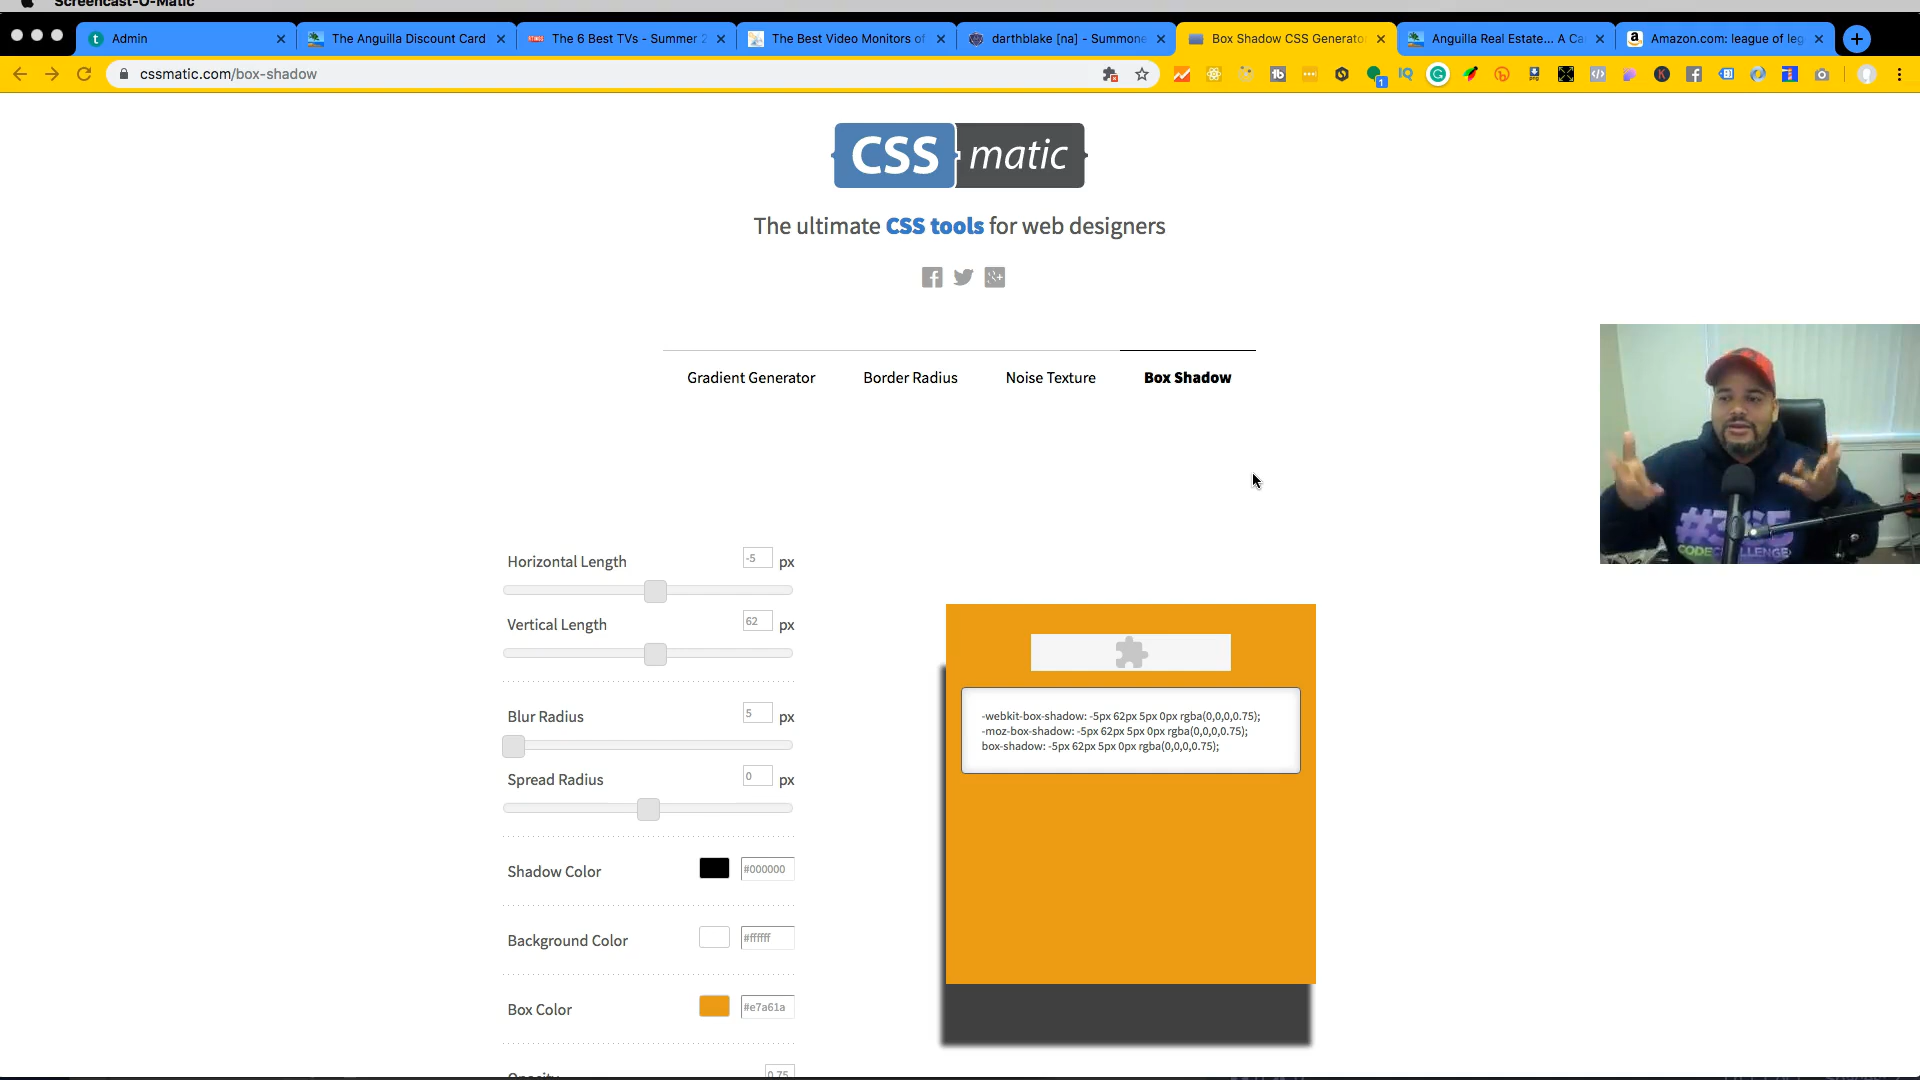 Screencast-O-Matic
Admin
The Anguilla Discount Card
The 6 Best TVs - Summer 2
The Best Video Monitors of
darthblake [na] - Summone
Box Shadow CSS Generator
Anguilla Real Estate... A Ca
Amazon.com: league of leg
cssmatic.com/box-shadow
CSS matic
The ultimate CSS tools for web designers
Gradient Generator
Border Radius
Noise Texture
Box Shadow
#365
CODECHALLENGE
Horizontal Length -5 px
Vertical Length 62 px
Blur Radius 5 px
Spread Radius 0 px
Shadow Color #000000
Background Color #ffffff
Box Color #e7a61a
Opacity 0.75
-webkit-box-shadow: -5px 62px 5px 0px rgba(0,0,0,0.75);
-moz-box-shadow: -5px 62px 5px 0px rgba(0,0,0,0.75);
box-shadow: -5px 62px 5px 0px rgba(0,0,0,0.75);